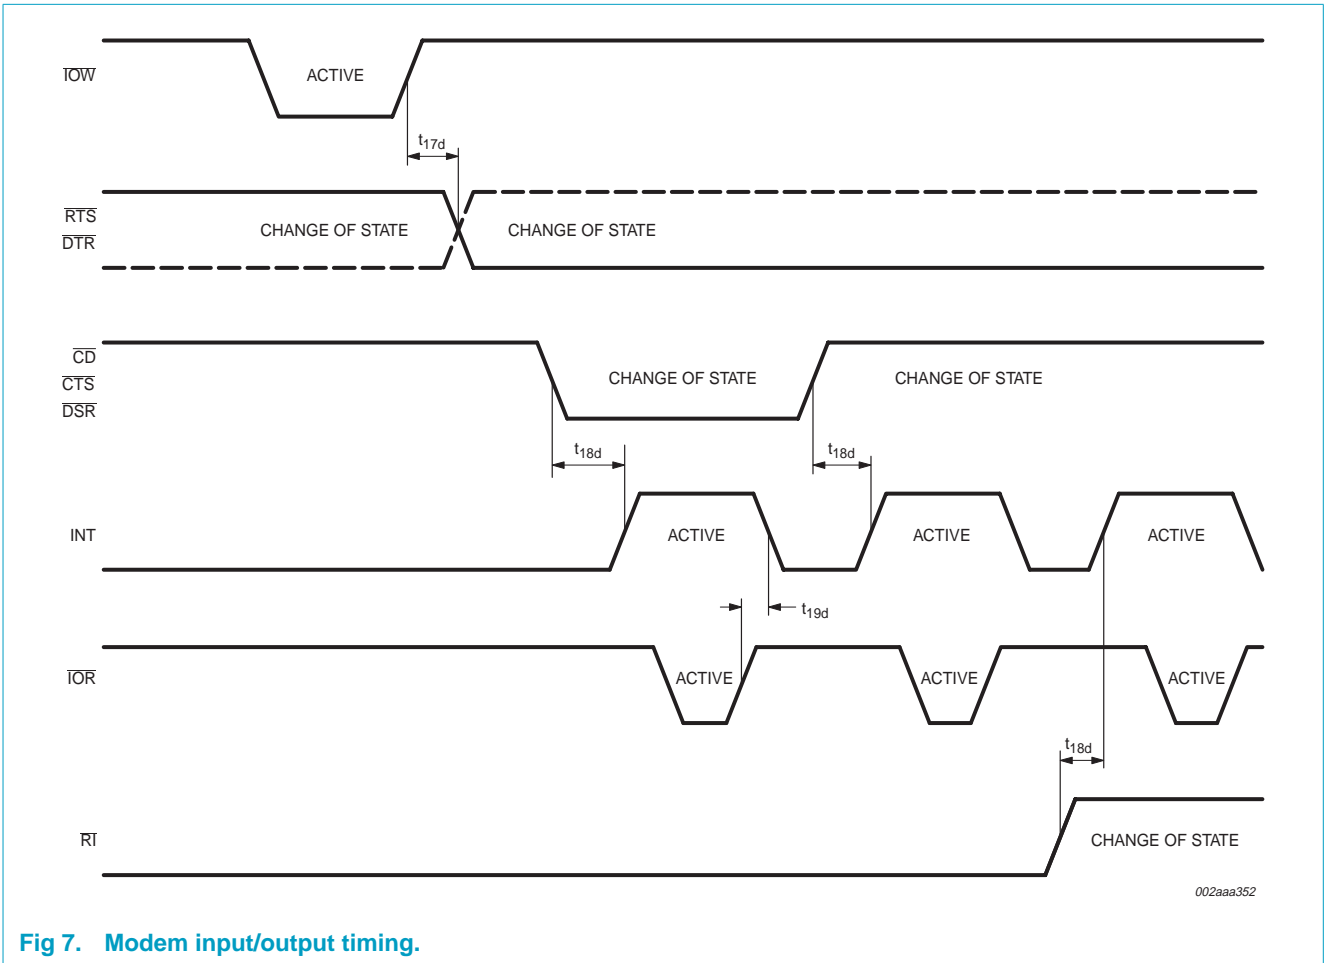 IOW
ACTIVE
t17d
RTS
DTR
CHANGE OF STATE CHANGE OF STATE
CD
CTS
DSR
CHANGE OF STATE CHANGE OF STATE
t18d t18d
INT ACTIVE ACTIVE ACTIVE
t19d
IOR ACTIVE ACTIVE ACTIVE
t18d
RI CHANGE OF STATE
002aaa352
Fig 7. Modem input/output timing.